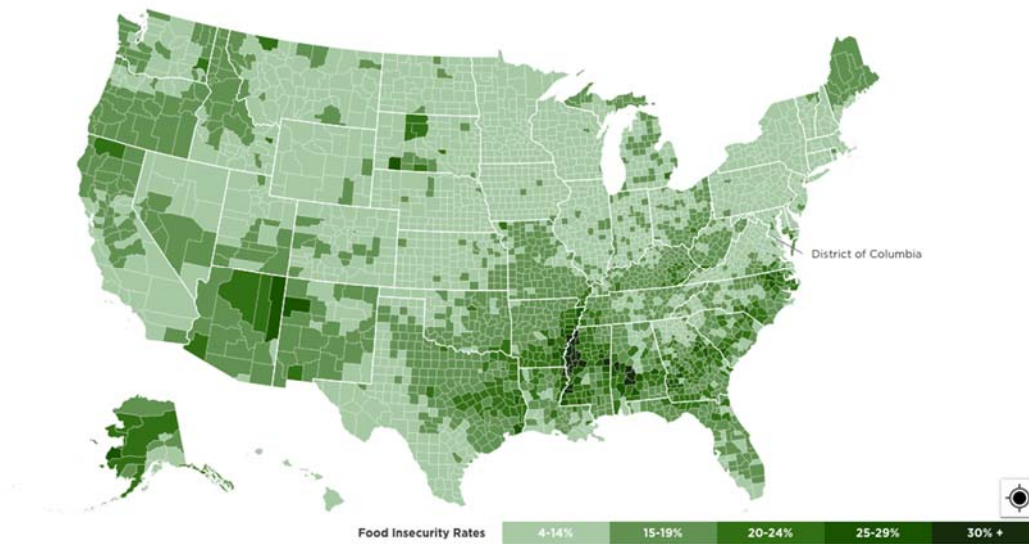 District of Columbia
Food Insecurity Rates 4-14% 15-19% 20-24% 25-29% 30% +